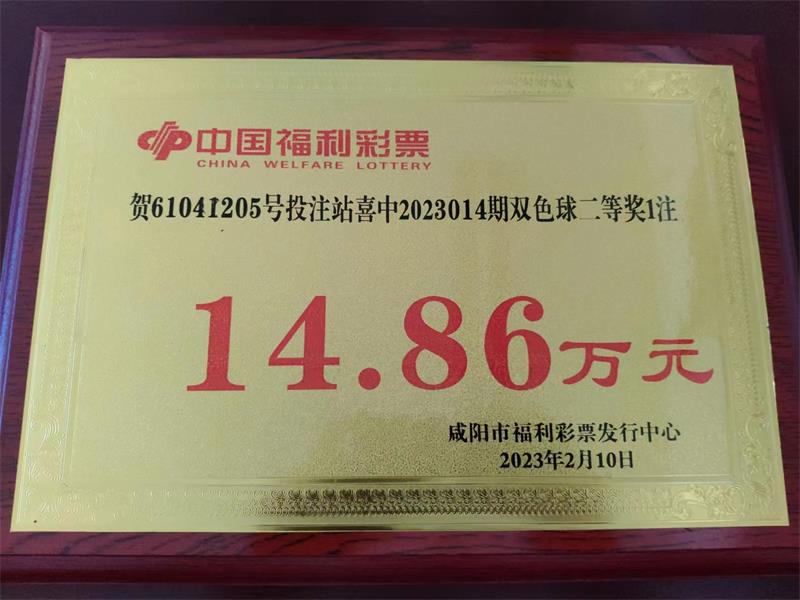 中国福利彩票
CHINA WELFARE LOTTERY
贺61041205号投注站喜中2023014期双色球二等奖1注
14.86万元
咸阳市福利彩票发行中心
2023年2月10日